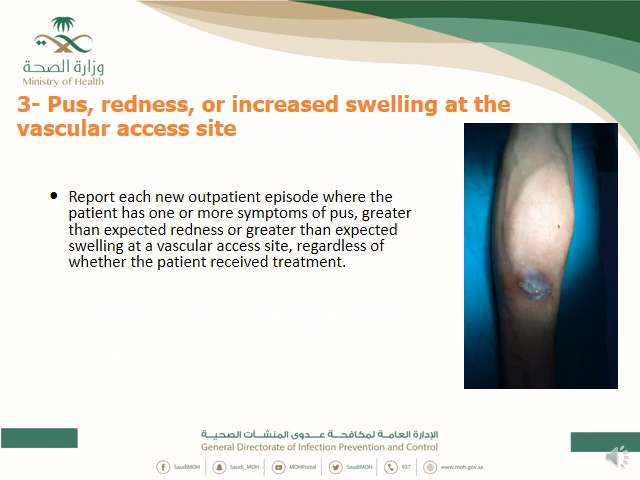 وزارة الصحة
Ministry of Health
3- Pus, redness, or increased swelling at the
vascular access site
• Report each new outpatient episode where the
patient has one or more symptoms of pus, greater
than expected redness or greater than expected
swelling at a vascular access site, regardless of
whether the patient received treatment.
الإدارة العامة لمكافحة عدوى المنشآت الصحية
General Directorate of Infection Prevention and Control
SaudiMOH
Saudi_MOH
MOHPortal
SaudiMOH
937
www.moh.gov.sa